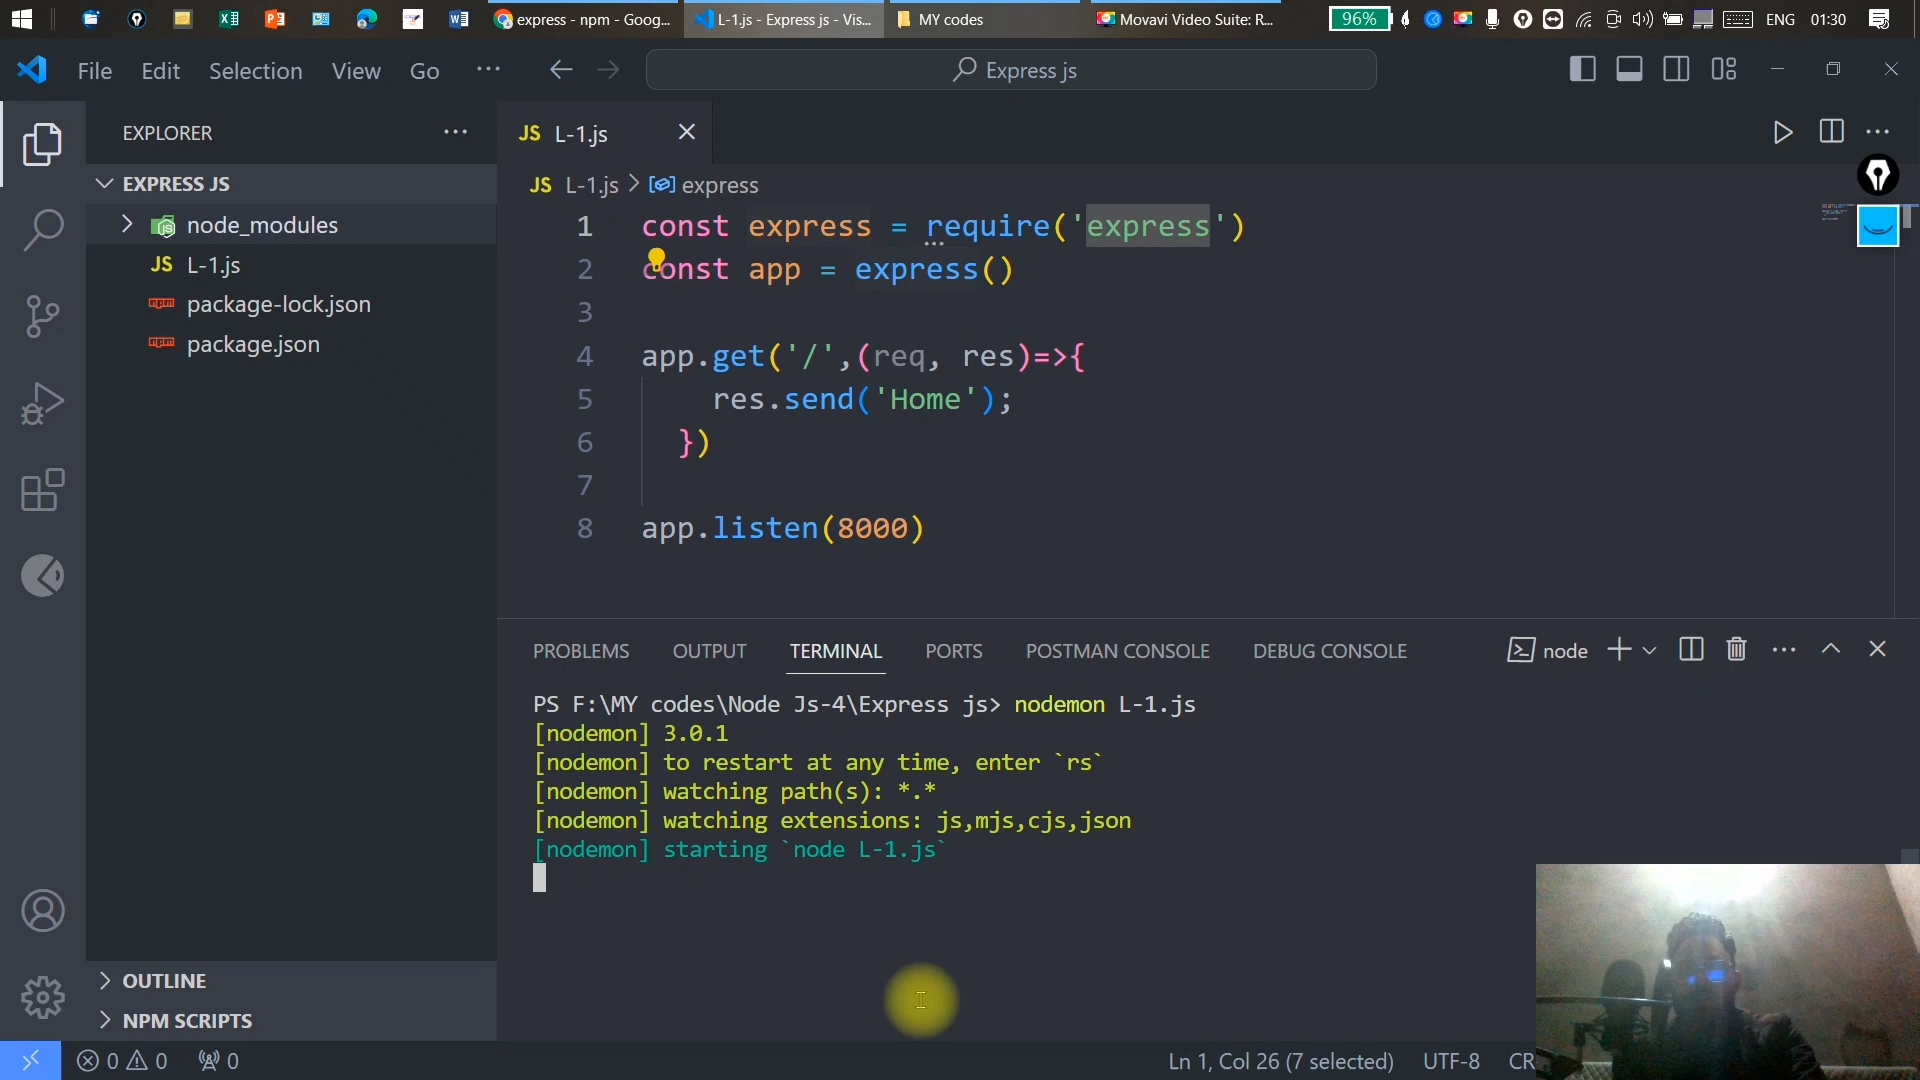 express - npm - Goog...
L-1.js - Express js - Vis...
MY codes
Movavi Video Suite: R...
96%
ENG
01:30
File
Edit
Selection
View
Go
Express js
EXPLORER
JS L-1.js
EXPRESS JS
JS L-1.js > express
node_modules
JS L-1.js
package-lock.json
package.json
1 const express = require('express')
2 const app = express()
3
4 app.get('/',(req, res)=>{
5 res.send('Home');
6 })
7
8 app.listen(8000)
PROBLEMS
OUTPUT
TERMINAL
PORTS
POSTMAN CONSOLE
DEBUG CONSOLE
node
PS F:\MY codes\Node Js-4\Express js> nodemon L-1.js
[nodemon] 3.0.1
[nodemon] to restart at any time, enter `rs`
[nodemon] watching path(s): *.*
[nodemon] watching extensions: js,mjs,cjs,json
[nodemon] starting `node L-1.js`
OUTLINE
NPM SCRIPTS
0
0
0
Ln 1, Col 26 (7 selected)
UTF-8
CR